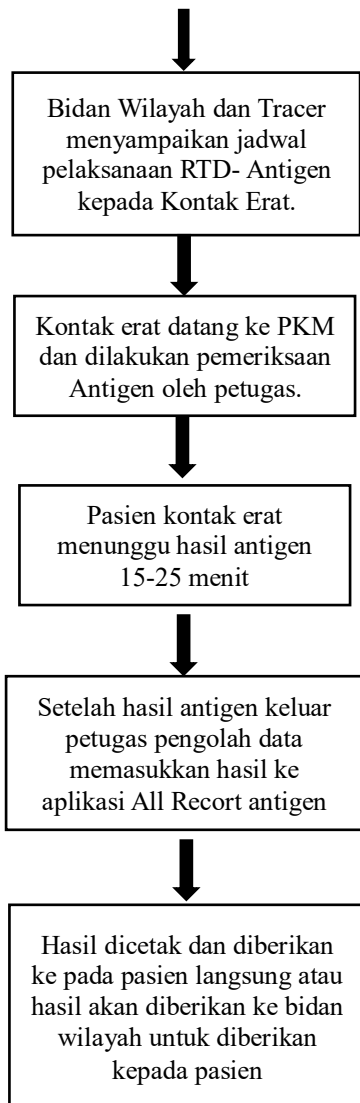 Bidan Wilayah dan Tracer
menyampaikan jadwal
pelaksanaan RTD- Antigen
kepada Kontak Erat.
Kontak erat datang ke PKM
dan dilakukan pemeriksaan
Antigen oleh petugas.
Pasien kontak erat
menunggu hasil antigen
15-25 menit
Setelah hasil antigen keluar
petugas pengolah data
memasukkan hasil ke
aplikasi All Recort antigen
Hasil dicetak dan diberikan
ke pada pasien langsung atau
hasil akan diberikan ke bidan
wilayah untuk diberikan
kepada pasien